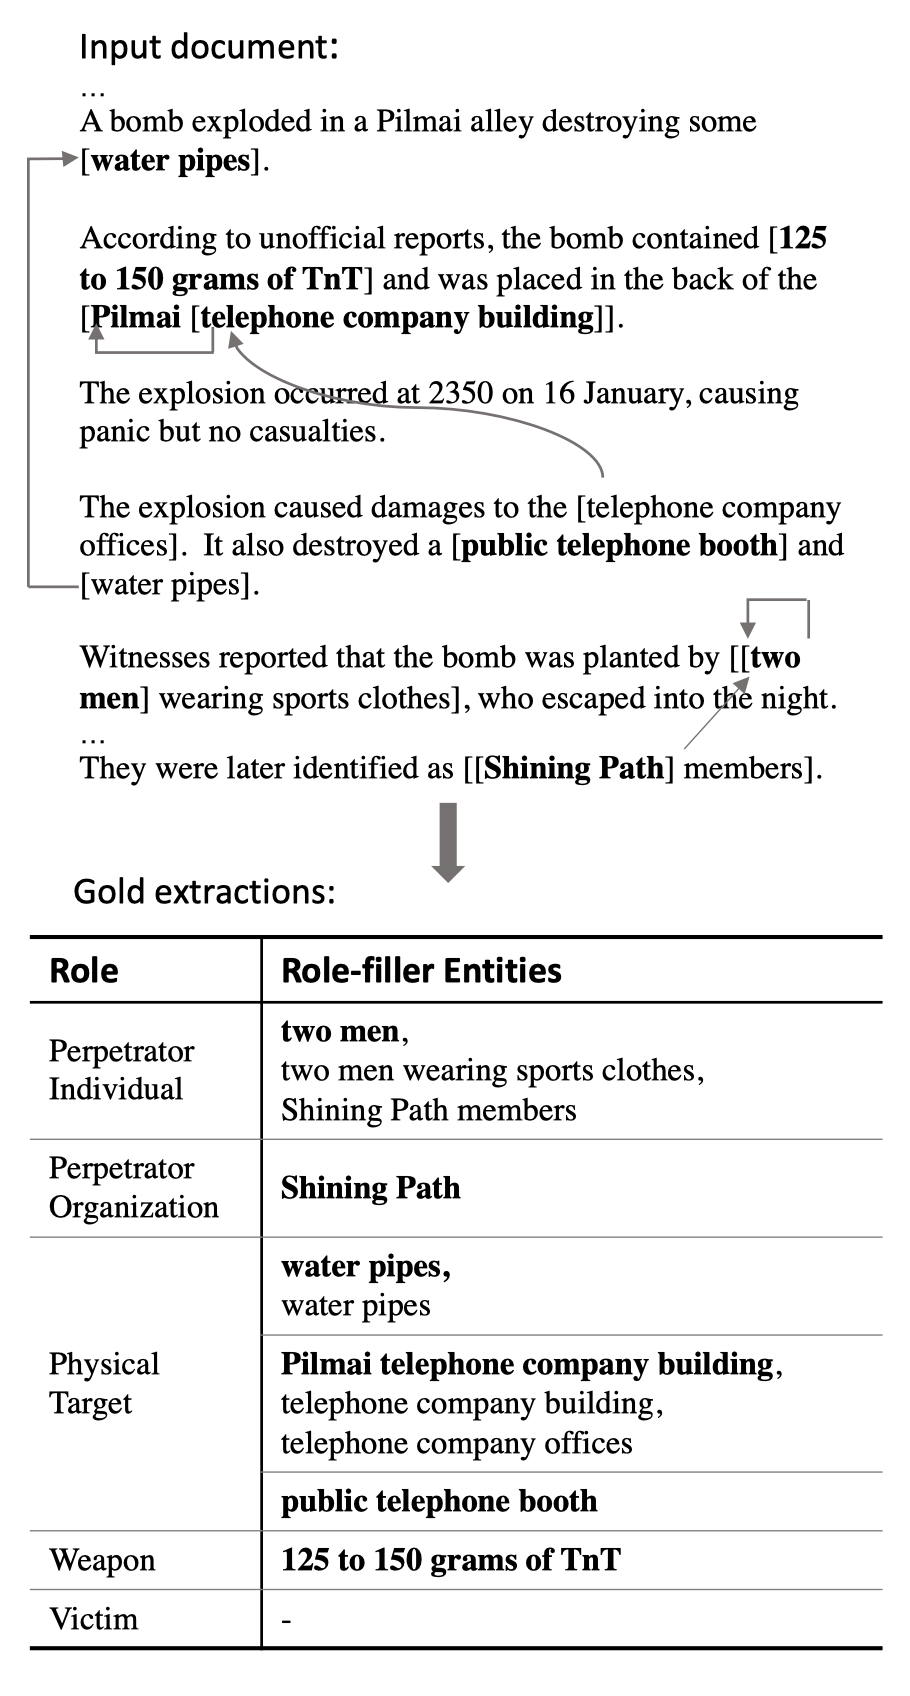 Input document:
...
A bomb exploded in a Pilmai alley destroying some
[water pipes].
According to unofficial reports, the bomb contained [125
to 150 grams of TnT] and was placed in the back of the
[Pilmai [telephone company building]].
The explosion occurred at 2350 on 16 January, causing
panic but no casualties.
The explosion caused damages to the [telephone company
offices].  It also destroyed a [public telephone booth] and
[water pipes].
Witnesses reported that the bomb was planted by [[two
men] wearing sports clothes], who escaped into the night.
...
They were later identified as [[Shining Path] members].
Gold extractions:
Role
Role-filler Entities
Perpetrator
Individual
two men,
two men wearing sports clothes,
Shining Path members
Perpetrator
Organization
Shining Path
Physical
Target
water pipes,
water pipes
Pilmai telephone company building,
telephone company building,
telephone company offices
public telephone booth
Weapon
125 to 150 grams of TnT
Victim
-